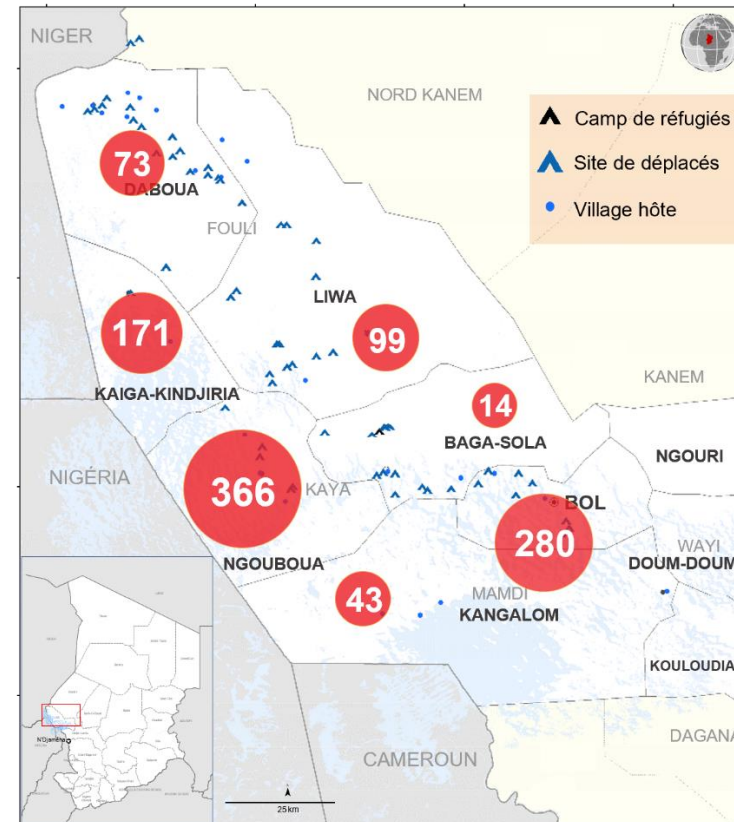 NIGER
NORD KANEM
Camp de réfugiés
Site de déplacés
Village hôte
73
DABOUA
FOULI
LIWA
171
99
KAIGA-KINDJIRIA
KANEM
14
BAGA-SOLA
NGOURI
NIGÉRIA
366
KAYA
BOL
280
NGOUBOUA
WAYI
DOUM-DOUM
43
MAMDI
KANGALOM
KOULOUDIA
N'Djaména
DAGANA
CAMEROUN
25km